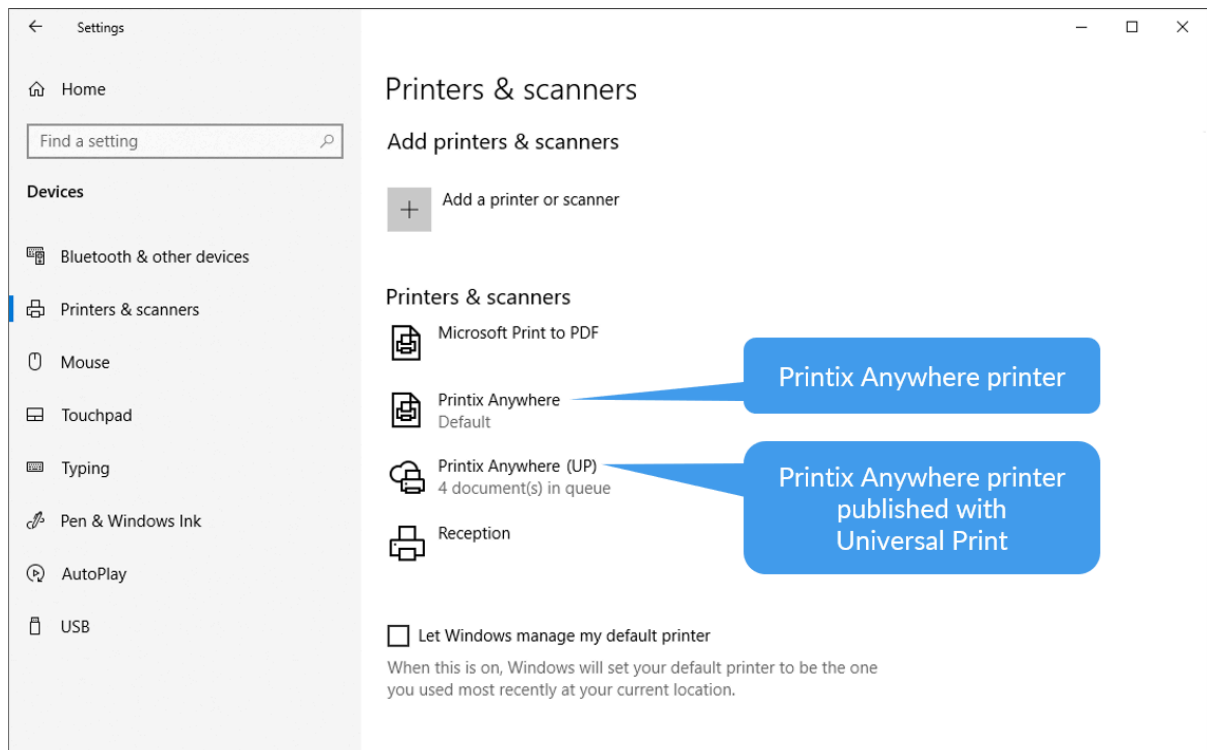 Settings
Home
Find a setting
Devices
Bluetooth & other devices
Printers & scanners
Mouse
Touchpad
Typing
Pen & Windows Ink
AutoPlay
USB
Printers & scanners
Add printers & scanners
Add a printer or scanner
Printers & scanners
Microsoft Print to PDF
Printix Anywhere
Default
Printix Anywhere (UP)
4 document(s) in queue
Reception
Let Windows manage my default printer
When this is on, Windows will set your default printer to be the one
you used most recently at your current location.
Printix Anywhere printer
Printix Anywhere printer
published with
Universal Print